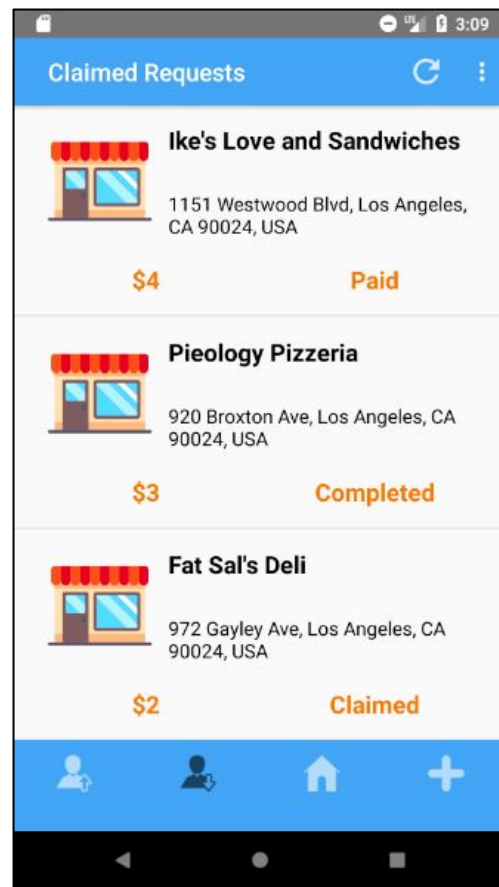 LTE 3:09
Claimed Requests
Ike's Love and Sandwiches
1151 Westwood Blvd, Los Angeles,
CA 90024, USA
$4 Paid
Pieology Pizzeria
920 Broxton Ave, Los Angeles, CA
90024, USA
$3 Completed
Fat Sal's Deli
972 Gayley Ave, Los Angeles, CA
90024, USA
$2 Claimed